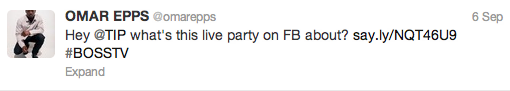 OMAR EPPS @omarepps 6 Sep
Hey @TIP what's this live party on FB about? say.ly/NQT46U9
#BOSSTV
Expand